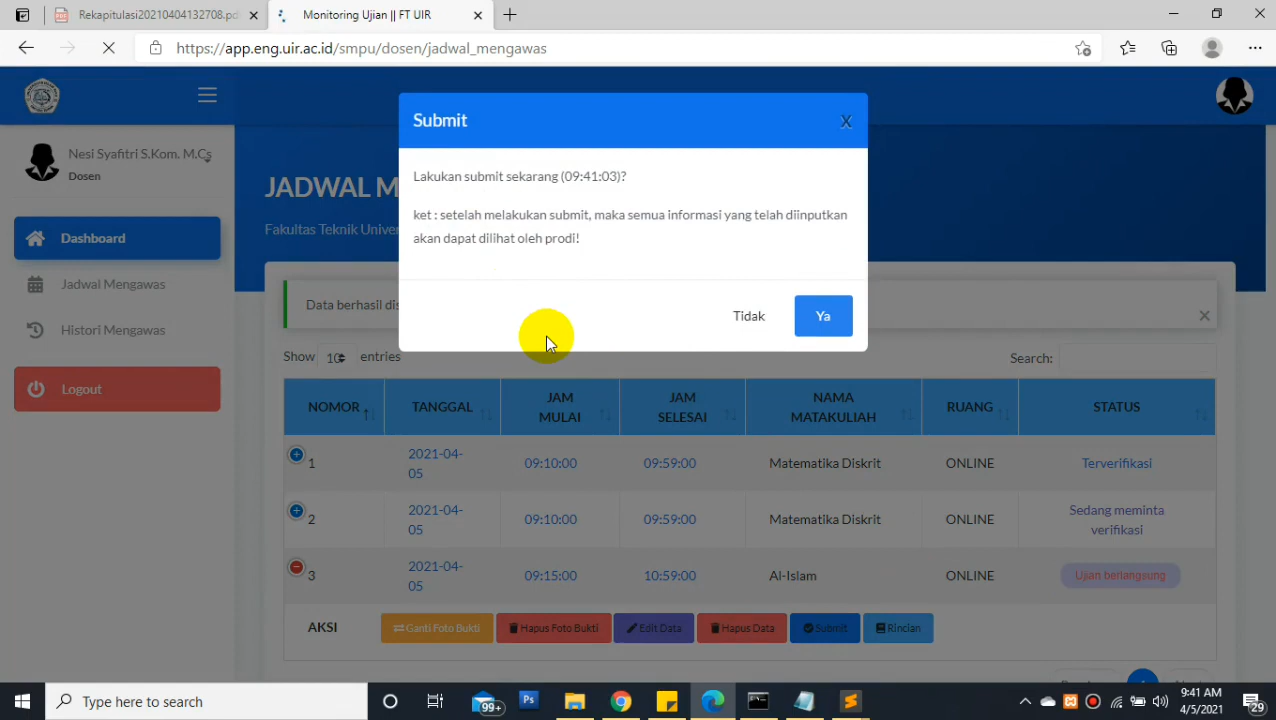 Rekapitulasi20210404132708.pd
Monitoring Ujian || FT UIR
https://app.eng.uir.ac.id/smpu/dosen/jadwal_mengawas
Nesi Syafitri S.Kom. M.Cs
Dosen
Dashboard
Jadwal Mengawas
Histori Mengawas
Logout
JADWAL M
Fakultas Teknik Univer
Submit
X
Lakukan submit sekarang (09:41:03)?
ket : setelah melakukan submit, maka semua informasi yang telah diinputkan
akan dapat dilihat oleh prodi!
Tidak Ya
Data berhasil dis
Show 10 entries
Search:
NOMOR TANGGAL JAM MULAI JAM SELESAI NAMA MATAKULIAH RUANG STATUS
1 2021-04-05 09:10:00 09:59:00 Matematika Diskrit ONLINE Terverifikasi
2 2021-04-05 09:10:00 09:59:00 Matematika Diskrit ONLINE Sedang meminta verifikasi
3 2021-04-05 09:15:00 10:59:00 Al-Islam ONLINE Ujian berlangsung
AKSI Ganti Foto Bukti Hapus Foto Bukti Edit Data Hapus Data Submit Rincian
Type here to search
99+
Ps
9:41 AM
4/5/2021
29